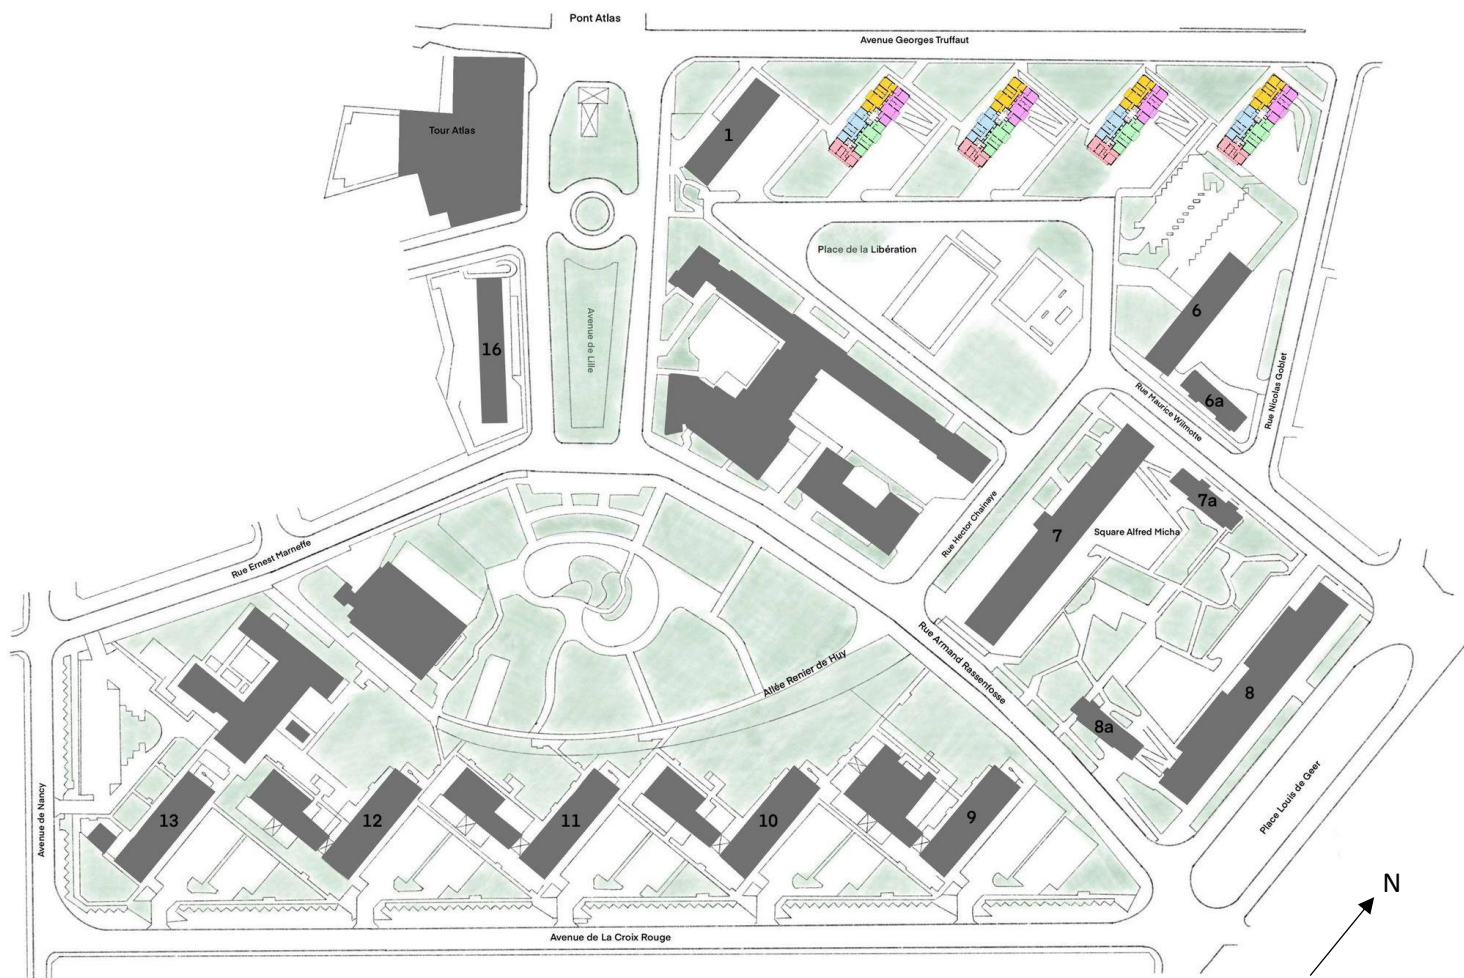 Pont Atlas
Avenue Georges Truffaut
Tour Atlas
1
Place de la Libération
Avenue de Lille
16
6
6a
Rue Maurice Wilmotte
Rue Nicolas Goblet
Rue Hector Chainaye
7
7a
Square Alfred Micha
Rue Ernest Marneffe
Rue Armand Rassenfosse
Allée Renier de Huy
8
8a
Place Louis de Geer
Avenue de Nancy
13
12
11
10
9
N
Avenue de La Croix Rouge